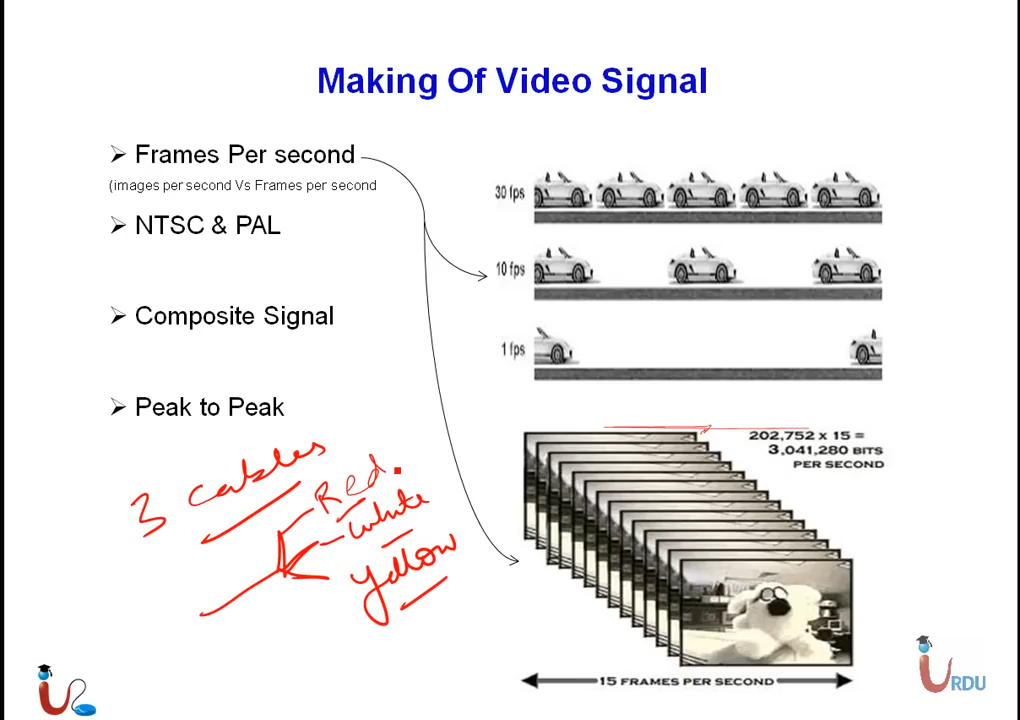 Making Of Video Signal
Frames Per second
(images per second Vs Frames per second
NTSC & PAL
Composite Signal
Peak to Peak
3 cables
Red
white
yellow
30 fps
10 fps
1 fps
202,752 x 15 =
3,041,280 BITS
PER SECOND
15 FRAMES PER SECOND
URDU